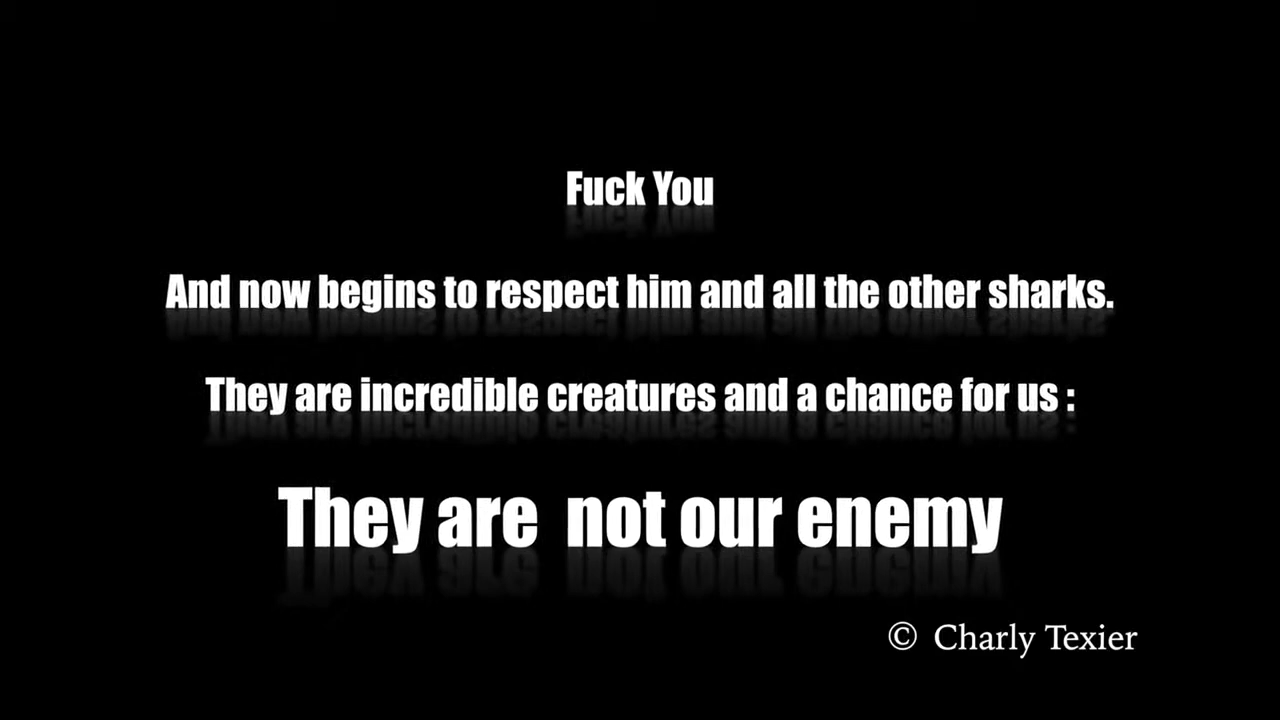 Fuck You
And now begins to respect him and all the other sharks.
They are incredible creatures and a chance for us :
They are not our enemy
© Charly Texier